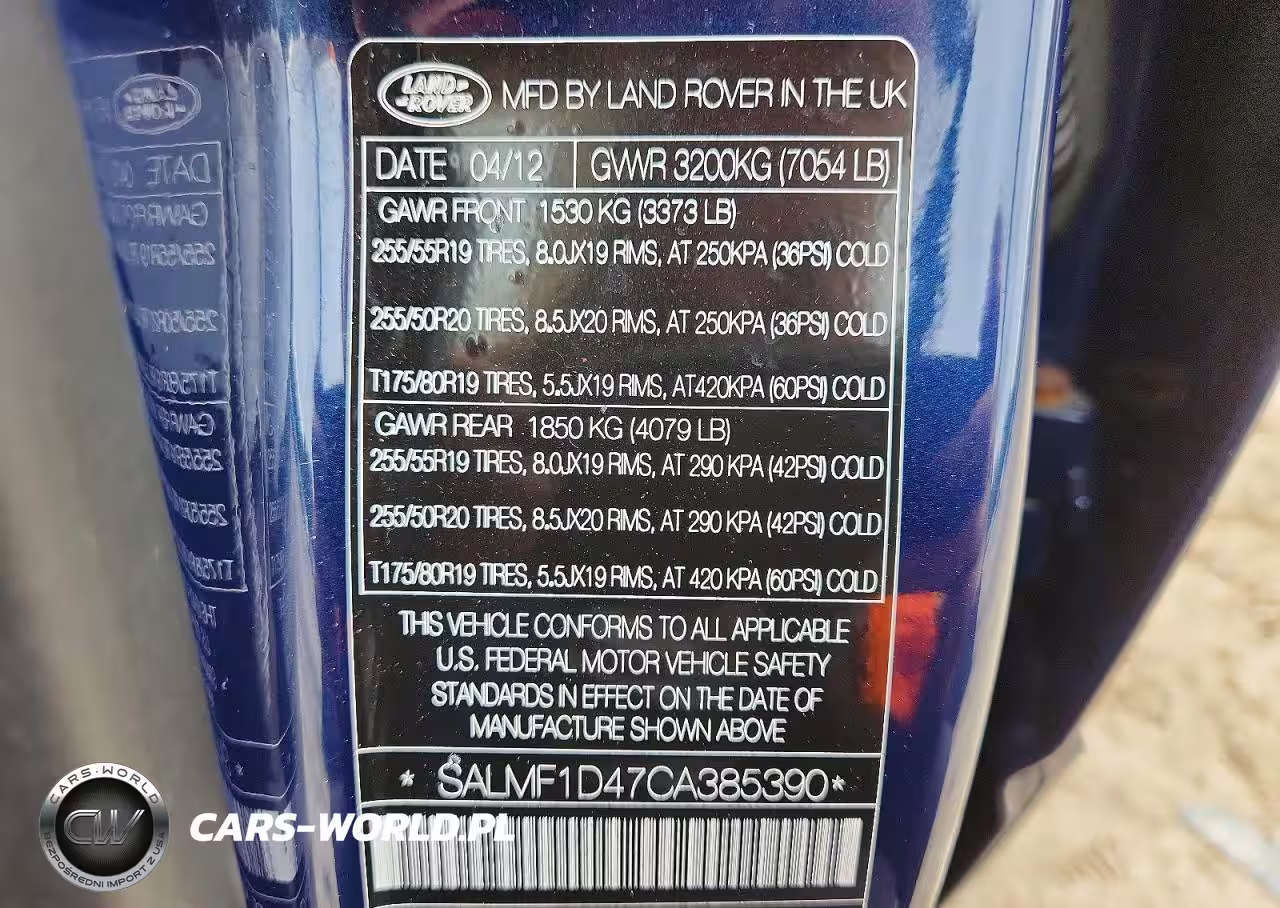 LAND ROVER MFD BY LAND ROVER IN THE UK
DATE 04/12 GVWR 3200KG (7054 LB)
GAWR FRONT 1530 KG (3373 LB)
255/55R19 TIRES, 8.0JX19 RIMS, AT 250KPA (36PSI) COLD
255/50R20 TIRES, 8.5JX20 RIMS, AT 250KPA (36PSI) COLD
T175/80R19 TIRES, 5.5JX19 RIMS, AT420KPA (60PSI) COLD
GAWR REAR 1850 KG (4079 LB)
255/55R19 TIRES, 8.0JX19 RIMS, AT 290 KPA (42PSI) COLD
255/50R20 TIRES, 8.5JX20 RIMS, AT 290 KPA (42PSI) COLD
T175/80R19 TIRES, 5.5JX19 RIMS, AT 420 KPA (60PSI) COLD
THIS VEHICLE CONFORMS TO ALL APPLICABLE
U.S. FEDERAL MOTOR VEHICLE SAFETY
STANDARDS IN EFFECT ON THE DATE OF
MANUFACTURE SHOWN ABOVE
* SALMF1D47CA385390*
CARS-WORLD
CW
BEZPOŚREDNI IMPORT Z USA
CARS-WORLD.PL